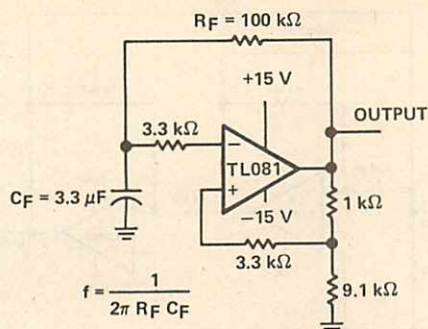 RF = 100 kΩ
+15 V
OUTPUT
3.3 kΩ
TL081
CF = 3.3 μF
−15 V
1 kΩ
3.3 kΩ
9.1 kΩ
f = 1 / 2π RF CF